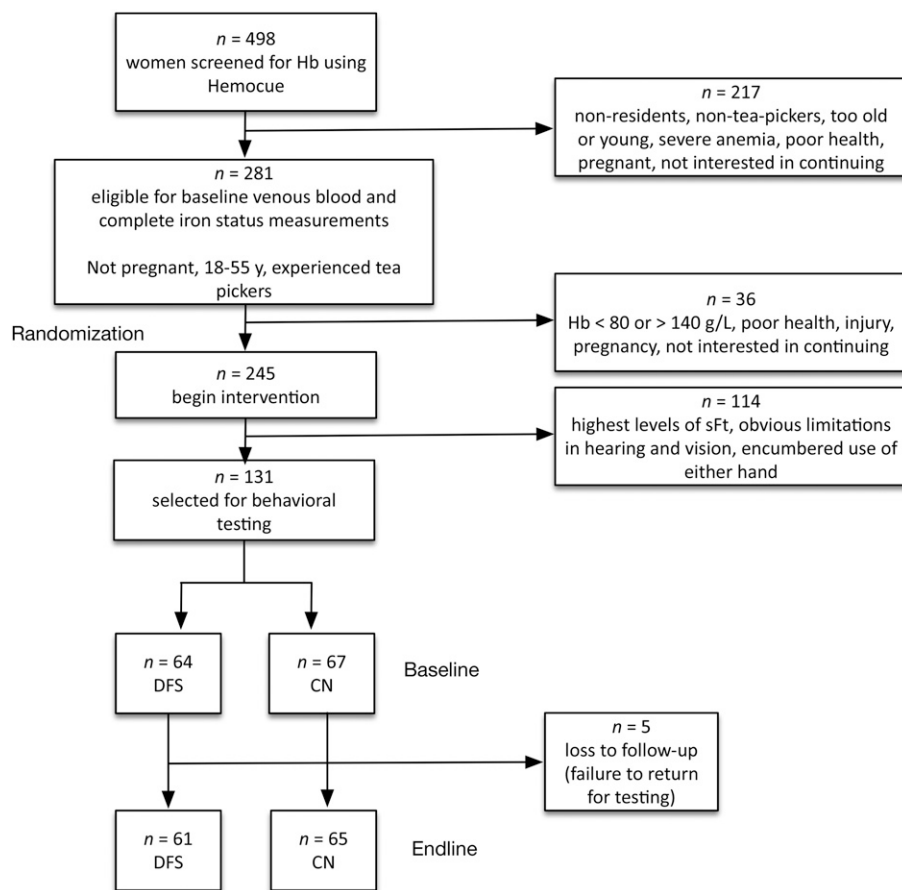 n = 498
women screened for Hb using
Hemocue
n = 217
non-residents, non-tea-pickers, too old
or young, severe anemia, poor health,
pregnant, not interested in continuing
n = 281
eligible for baseline venous blood and
complete iron status measurements
Not pregnant, 18-55 y, experienced tea
pickers
n = 36
Hb < 80 or > 140 g/L, poor health, injury,
pregnancy, not interested in continuing
Randomization
n = 245
begin intervention
n = 114
highest levels of sFt, obvious limitations
in hearing and vision, encumbered use of
either hand
n = 131
selected for behavioral
testing
n = 64
DFS
n = 67
CN
Baseline
n = 5
loss to follow-up
(failure to return
for testing)
n = 61
DFS
n = 65
CN
Endline